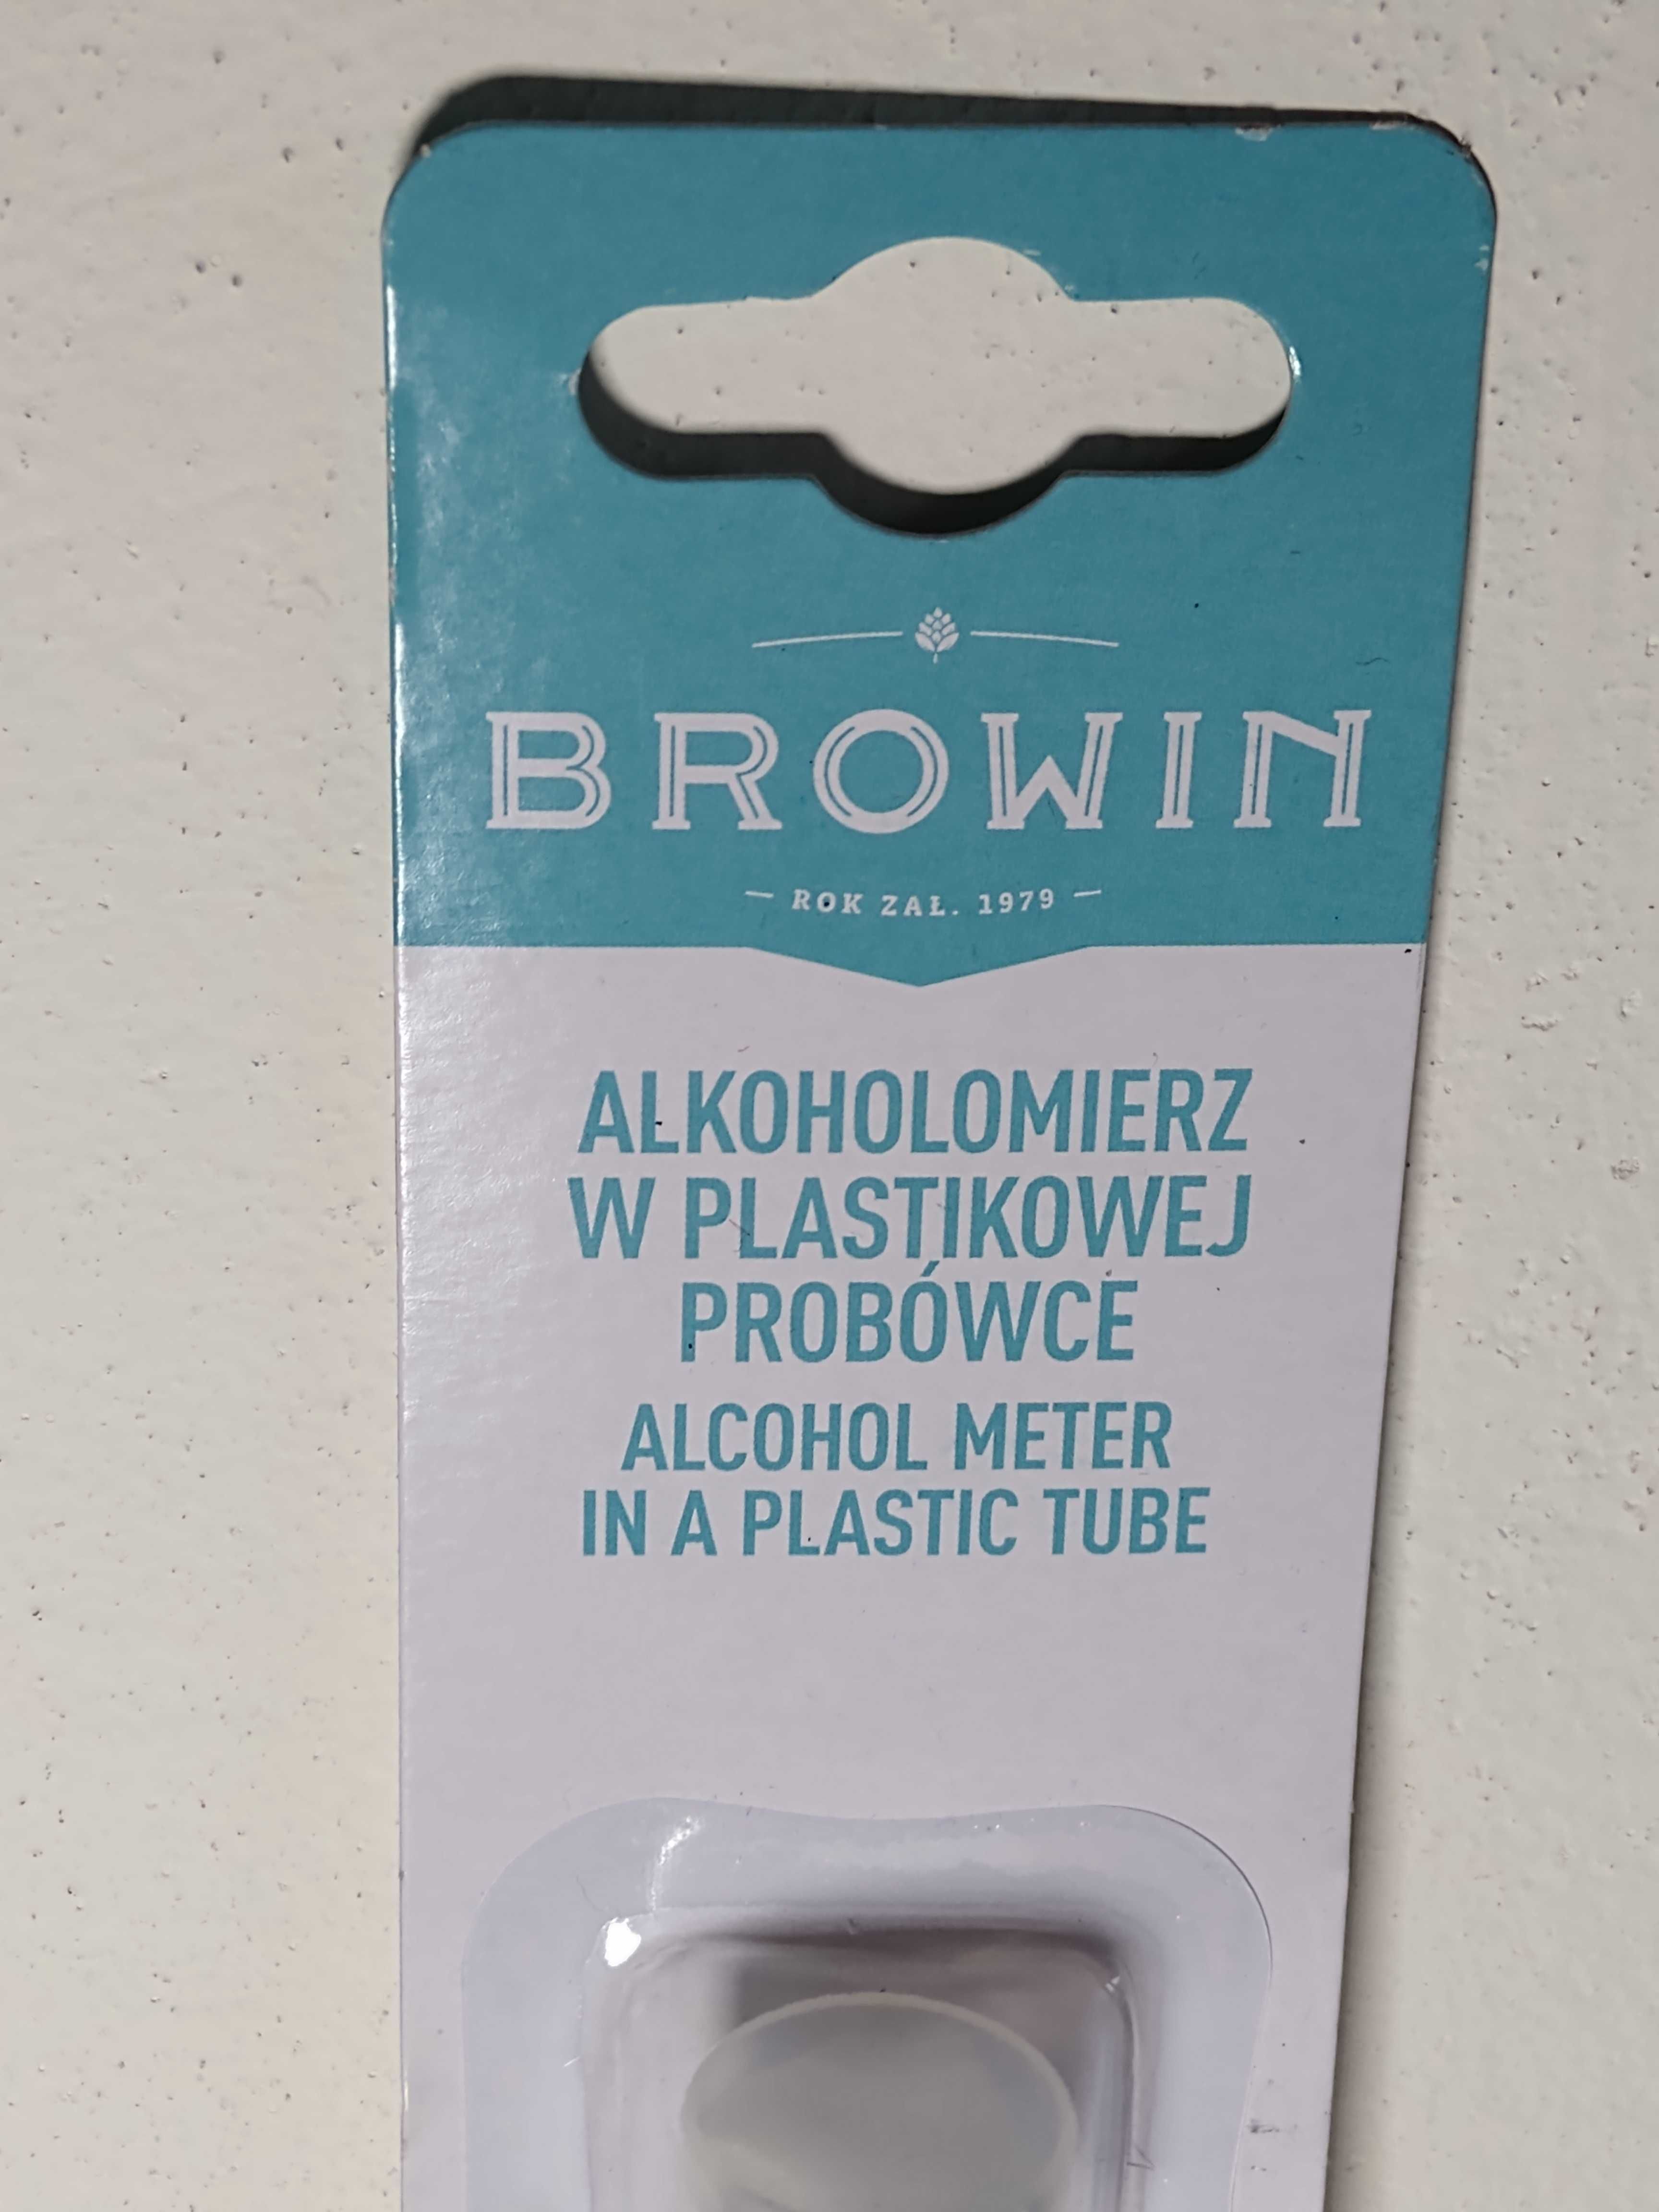 BROWIN
— ROK ZAŁ. 1979 —
ALKOHOLOMIERZ
W PLASTIKOWEJ
PROBÓWCE
ALCOHOL METER
IN A PLASTIC TUBE